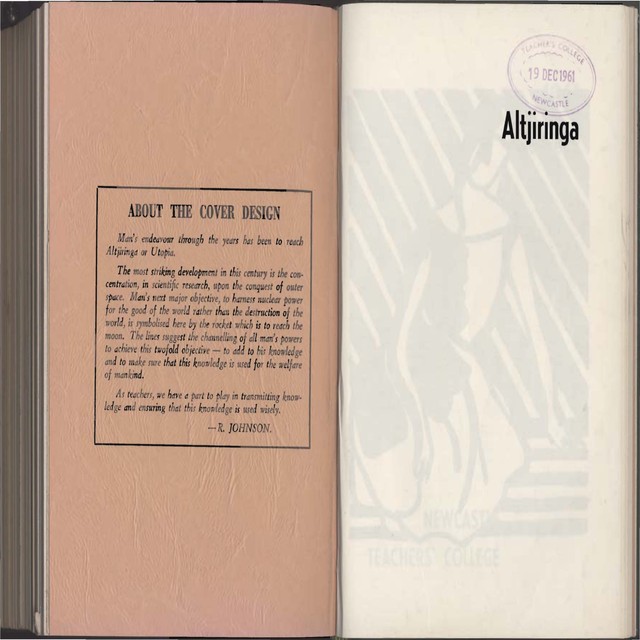 ABOUT THE COVER DESIGN
Man's endeavour through the years has been to reach
Altjiringa or Utopia.
The most striking development in this century is the con-
centration, in scientific research, upon the conquest of outer
space. Man's next major objective, to harness nuclear power
for the good of the world rather than the destruction of the
world, is symbolised here by the rocket which is to reach the
moon. The lines suggest the channelling of all man's powers
to achieve this twofold objective — to add to his knowledge
and to make sure that this knowledge is used for the welfare
of mankind.
As teachers, we have a part to play in transmitting know-
ledge and ensuring that this knowledge is used wisely.
—R. JOHNSON.
TEACHER'S COLLEGE
19 DEC 1961
NEWCASTLE
Altjiringa
NEWCASTLE
TEACHERS' COLLEGE